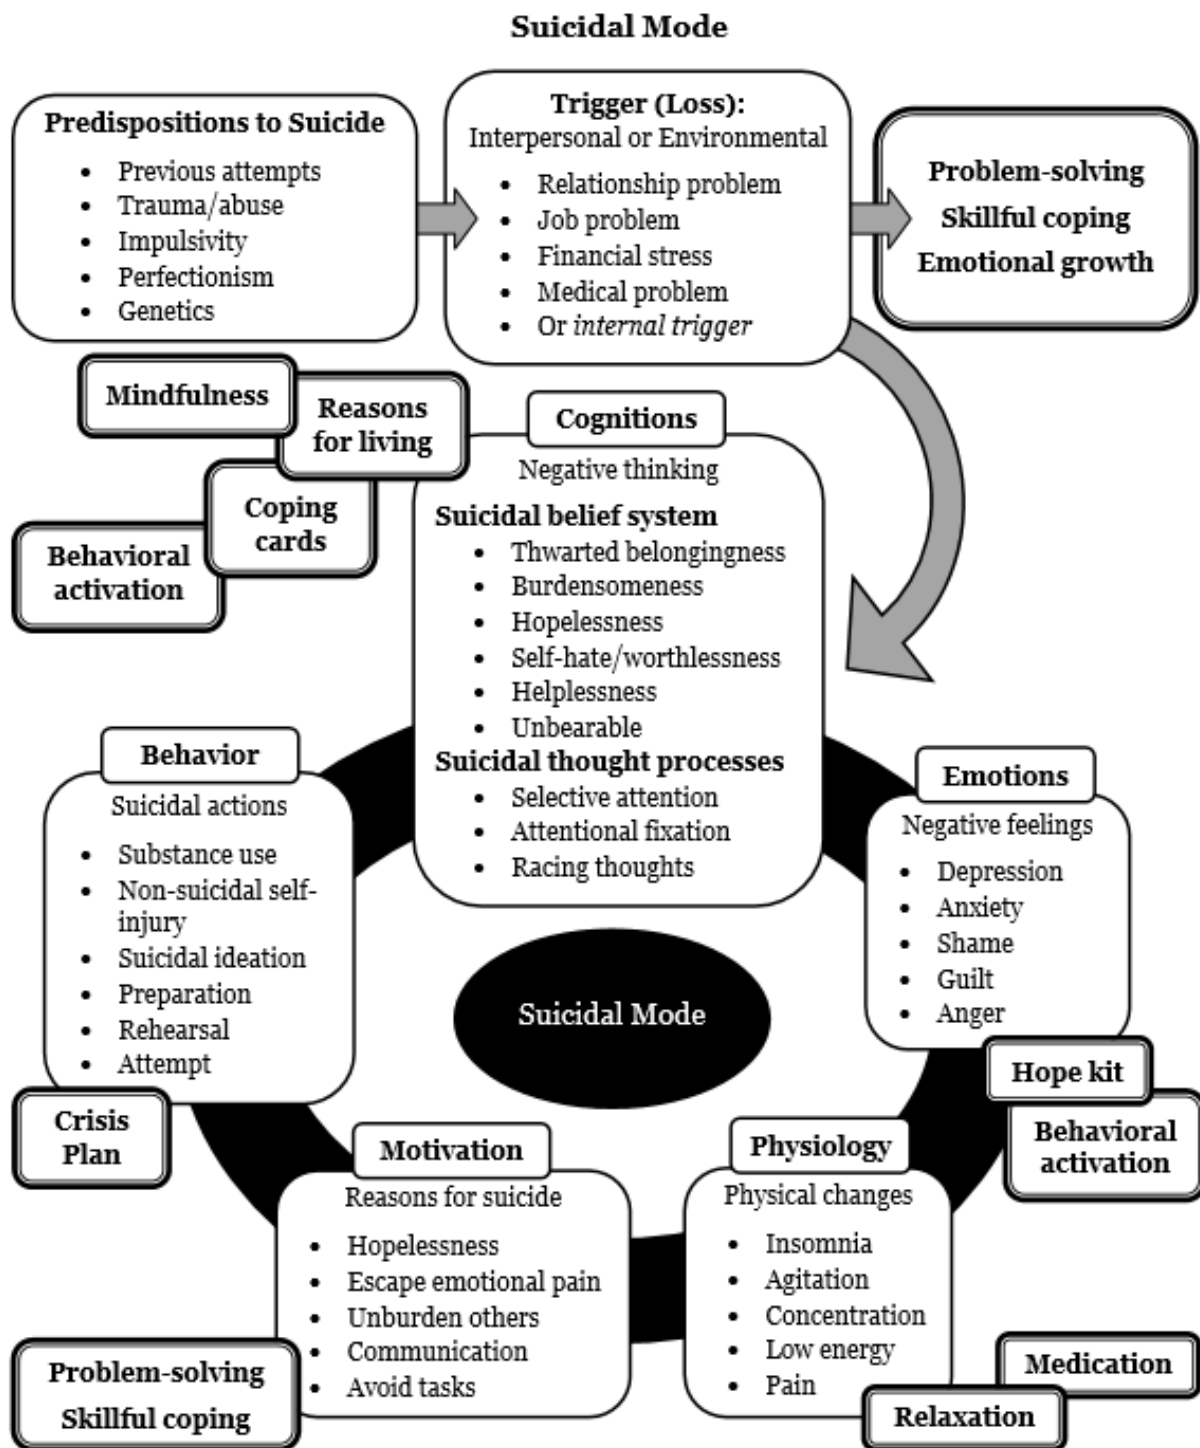 Suicidal Mode
Predispositions to Suicide
• Previous attempts
• Trauma/abuse
• Impulsivity
• Perfectionism
• Genetics
Trigger (Loss):
Interpersonal or Environmental
• Relationship problem
• Job problem
• Financial stress
• Medical problem
• Or internal trigger
Problem-solving
Skillful coping
Emotional growth
Mindfulness
Reasons
for living
Coping
cards
Behavioral
activation
Cognitions
Negative thinking
Suicidal belief system
• Thwarted belongingness
• Burdensomeness
• Hopelessness
• Self-hate/worthlessness
• Helplessness
• Unbearable
Suicidal thought processes
• Selective attention
• Attentional fixation
• Racing thoughts
Behavior
Suicidal actions
• Substance use
• Non-suicidal self-
injury
• Suicidal ideation
• Preparation
• Rehearsal
• Attempt
Crisis
Plan
Suicidal Mode
Emotions
Negative feelings
• Depression
• Anxiety
• Shame
• Guilt
• Anger
Hope kit
Behavioral
activation
Motivation
Reasons for suicide
• Hopelessness
• Escape emotional pain
• Unburden others
• Communication
• Avoid tasks
Problem-solving
Skillful coping
Physiology
Physical changes
• Insomnia
• Agitation
• Concentration
• Low energy
• Pain
Medication
Relaxation